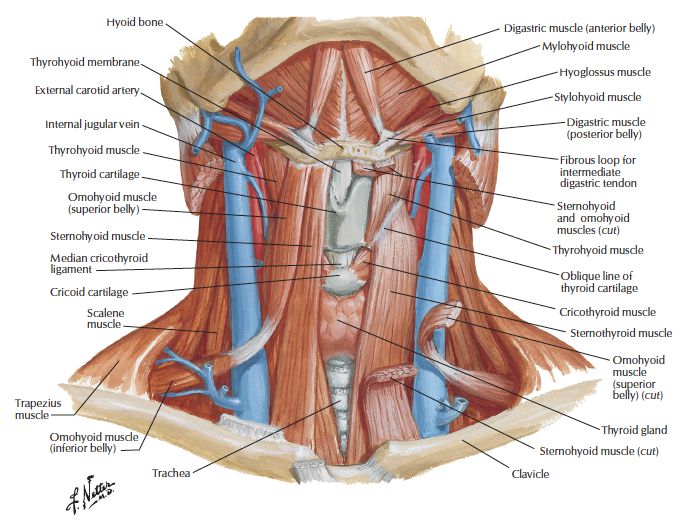 Hyoid bone
Thyrohyoid membrane
External carotid artery
Internal jugular vein
Thyrohyoid muscle
Thyroid cartilage
Omohyoid muscle
(superior belly)
Sternohyoid muscle
Median cricothyroid
ligament
Cricoid cartilage
Scalene
muscle
Trapezius
muscle
Omohyoid muscle
(inferior belly)
Trachea
Digastric muscle (anterior belly)
Mylohyoid muscle
Hyoglossus muscle
Stylohyoid muscle
Digastric muscle
(posterior belly)
Fibrous loop for
intermediate
digastric tendon
Sternohyoid
and omohyoid
muscles (cut)
Thyrohyoid muscle
Oblique line of
thyroid cartilage
Cricothyroid muscle
Sternothyroid muscle
Omohyoid
muscle
(superior
belly) (cut)
Thyroid gland
Sternohyoid muscle (cut)
Clavicle
F. Netter
M.D.